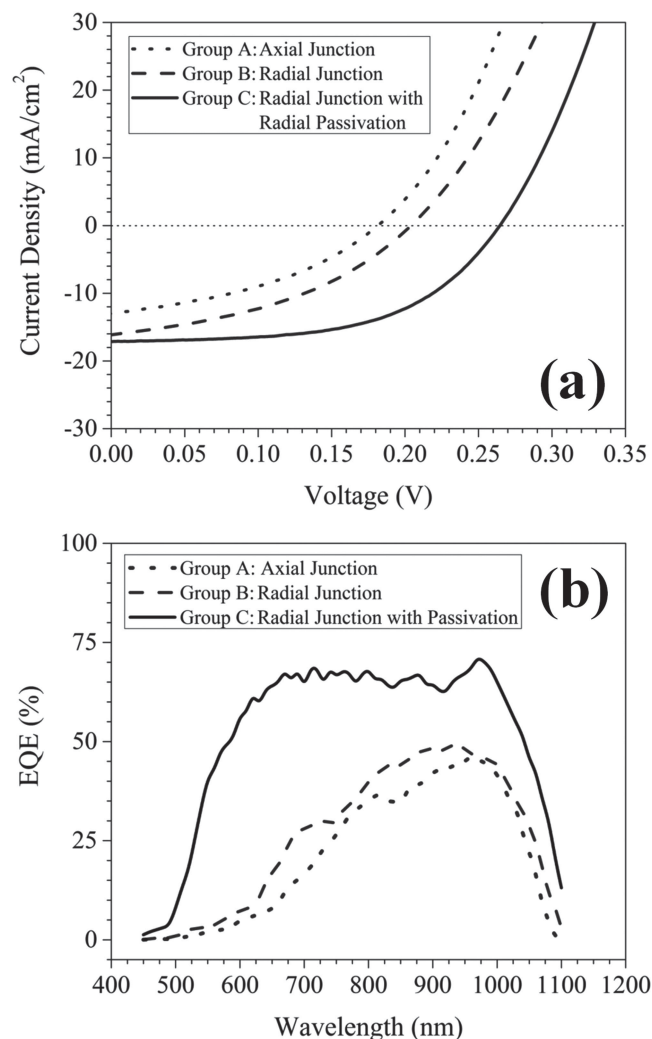 30
20
10
0
-10
-20
-30
Current Density (mA/cm²)
Group A: Axial Junction
Group B: Radial Junction
Group C: Radial Junction with
Radial Passivation
(a)
0.00 0.05 0.10 0.15 0.20 0.25 0.30 0.35
Voltage (V)
100
75
50
25
0
EQE (%)
Group A: Axial Junction
Group B: Radial Junction
Group C: Radial Junction with Passivation
(b)
400 500 600 700 800 900 1000 1100 1200
Wavelength (nm)